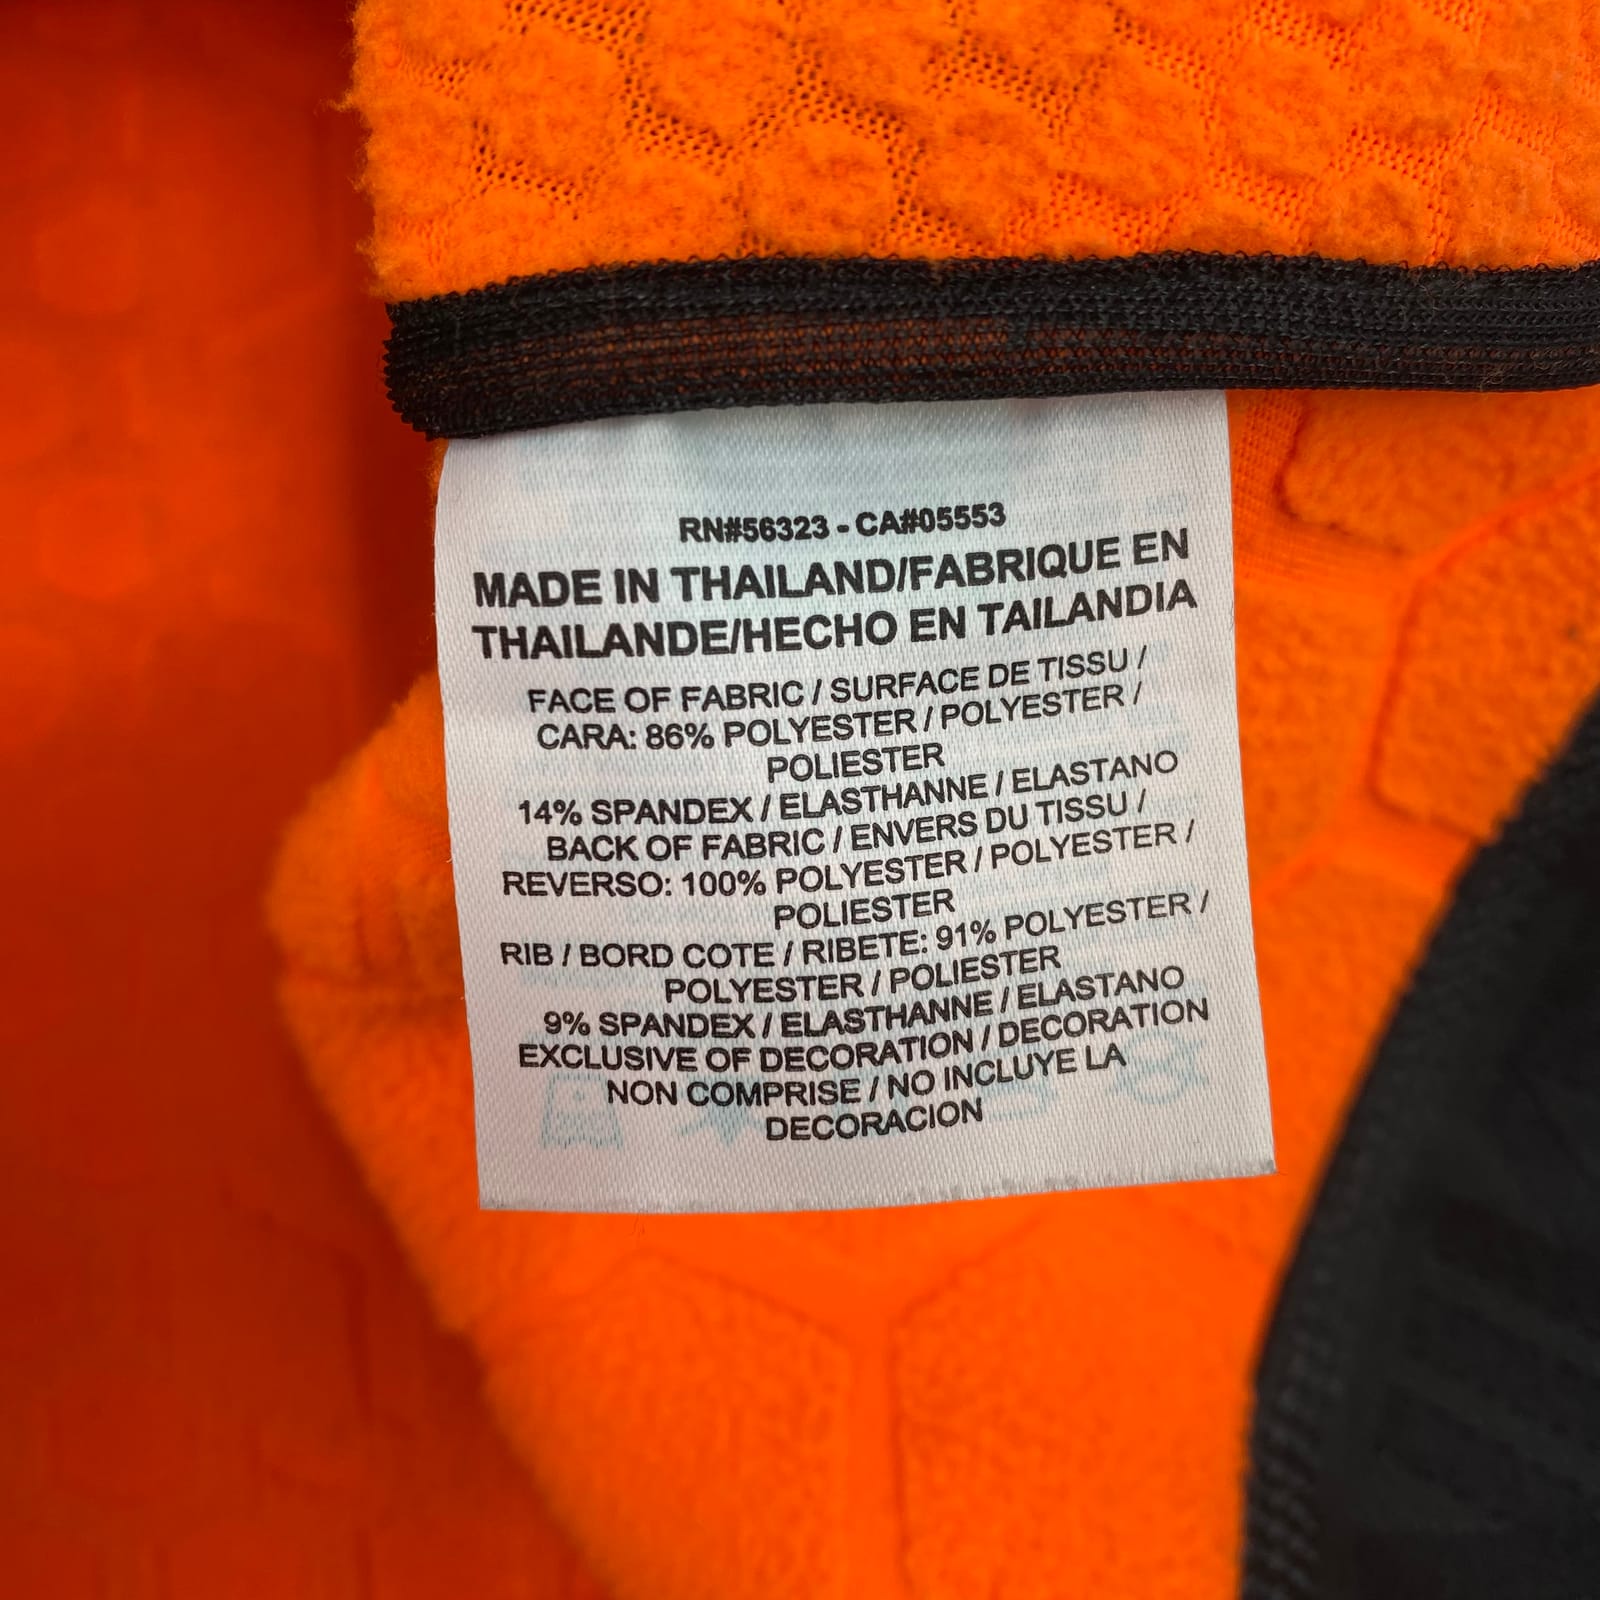 RN#56323 - CA#05553
MADE IN THAILAND/FABRIQUE EN
THAILANDE/HECHO EN TAILANDIA
FACE OF FABRIC / SURFACE DE TISSU /
CARA: 86% POLYESTER / POLYESTER /
POLIESTER
14% SPANDEX / ELASTHANNE / ELASTANO
BACK OF FABRIC / ENVERS DU TISSU /
REVERSO: 100% POLYESTER / POLYESTER /
POLIESTER
RIB / BORD COTE / RIBETE: 91% POLYESTER /
POLYESTER / POLIESTER
9% SPANDEX / ELASTHANNE / ELASTANO
EXCLUSIVE OF DECORATION / DECORATION
NON COMPRISE / NO INCLUYE LA
DECORACION